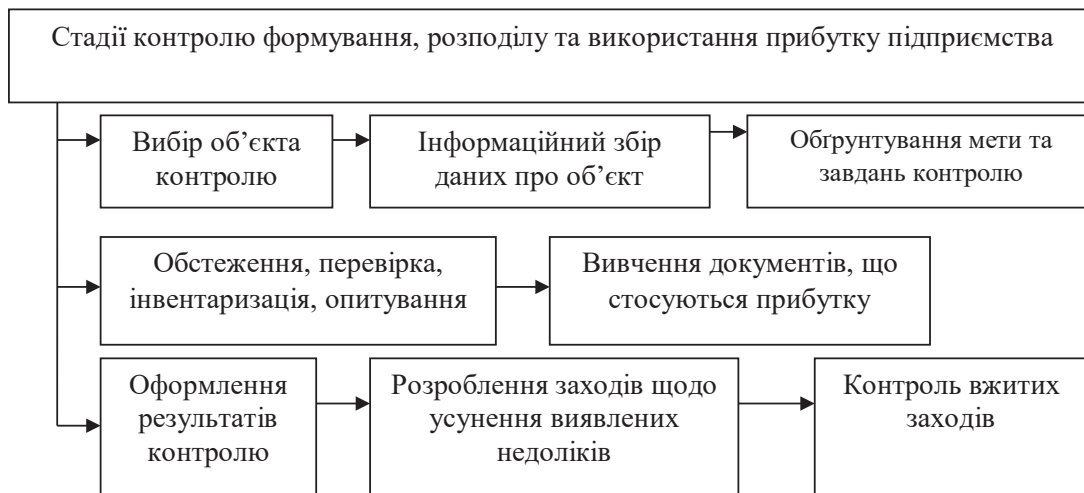 Стадії контролю формування, розподілу та використання прибутку підприємства
Вибір об’єкта
контролю
Інформаційний збір
даних про об’єкт
Обґрунтування мети та
завдань контролю
Обстеження, перевірка,
інвентаризація, опитування
Вивчення документів, що
стосуються прибутку
Оформлення
результатів
контролю
Розроблення заходів щодо
усунення виявлених
недоліків
Контроль вжитих
заходів